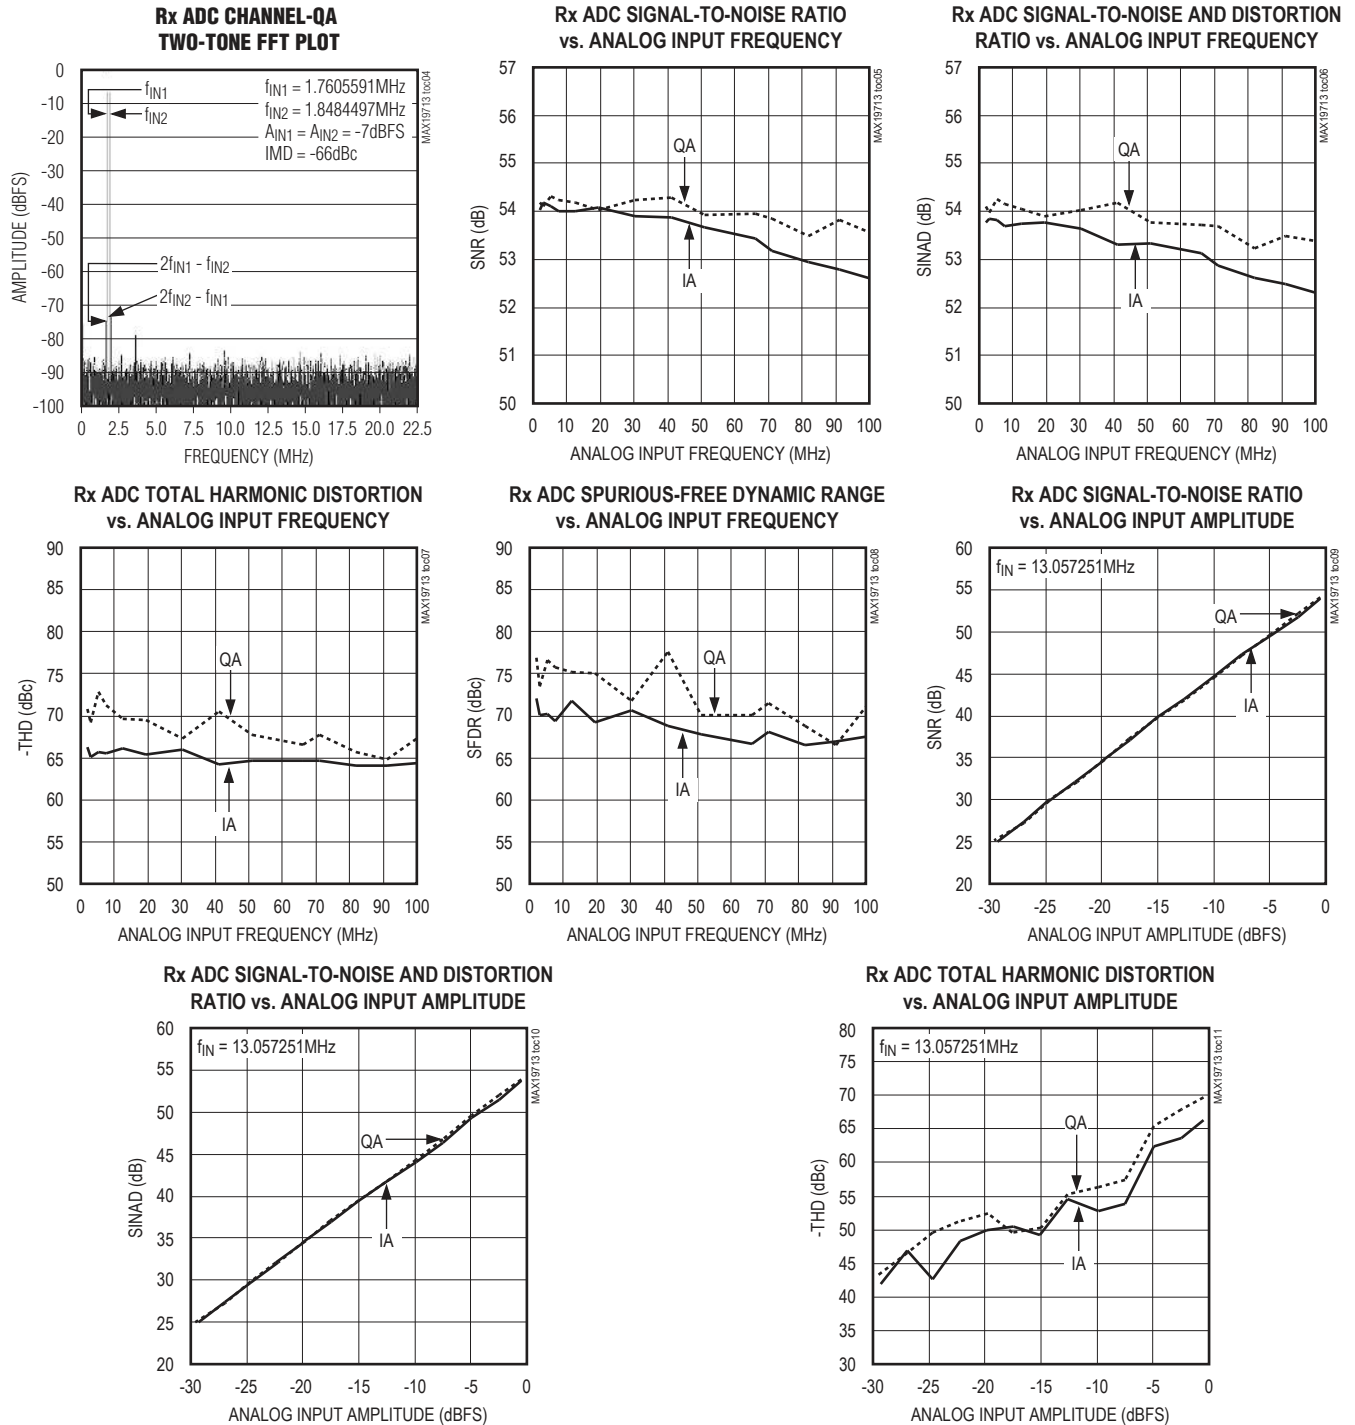 Rx ADC CHANNEL-QA
TWO-TONE FFT PLOT
0
-10
-20
-30
-40
-50
-60
-70
-80
-90
-100
AMPLITUDE (dBFS)
fIN1
fIN2
fIN1 = 1.7605591MHz
fIN2 = 1.8484497MHz
AIN1 = AIN2 = -7dBFS
IMD = -66dBc
2fIN1 - fIN2
2fIN2 - fIN1
MAX19713 toc04
0 2.5 5.0 7.5 10.0 12.5 15.0 17.5 20.0 22.5
FREQUENCY (MHz)
Rx ADC SIGNAL-TO-NOISE RATIO
vs. ANALOG INPUT FREQUENCY
57
56
55
54
53
52
51
50
SNR (dB)
QA
IA
MAX19713 toc05
0 10 20 30 40 50 60 70 80 90 100
ANALOG INPUT FREQUENCY (MHz)
Rx ADC SIGNAL-TO-NOISE AND DISTORTION
RATIO vs. ANALOG INPUT FREQUENCY
57
56
55
54
53
52
51
50
SINAD (dB)
QA
IA
MAX19713 toc06
0 10 20 30 40 50 60 70 80 90 100
ANALOG INPUT FREQUENCY (MHz)
Rx ADC TOTAL HARMONIC DISTORTION
vs. ANALOG INPUT FREQUENCY
90
85
80
75
70
65
60
55
50
-THD (dBc)
QA
IA
MAX19713 toc07
0 10 20 30 40 50 60 70 80 90 100
ANALOG INPUT FREQUENCY (MHz)
Rx ADC SPURIOUS-FREE DYNAMIC RANGE
vs. ANALOG INPUT FREQUENCY
90
85
80
75
70
65
60
55
50
SFDR (dBc)
QA
IA
MAX19713 toc08
0 10 20 30 40 50 60 70 80 90 100
ANALOG INPUT FREQUENCY (MHz)
Rx ADC SIGNAL-TO-NOISE RATIO
vs. ANALOG INPUT AMPLITUDE
60
55
50
45
40
35
30
25
20
SNR (dB)
fIN = 13.057251MHz
QA
IA
MAX19713 toc09
-30 -25 -20 -15 -10 -5 0
ANALOG INPUT AMPLITUDE (dBFS)
Rx ADC SIGNAL-TO-NOISE AND DISTORTION
RATIO vs. ANALOG INPUT AMPLITUDE
60
55
50
45
40
35
30
25
20
SINAD (dB)
fIN = 13.057251MHz
QA
IA
MAX19713 toc10
-30 -25 -20 -15 -10 -5 0
ANALOG INPUT AMPLITUDE (dBFS)
Rx ADC TOTAL HARMONIC DISTORTION
vs. ANALOG INPUT AMPLITUDE
80
75
70
65
60
55
50
45
40
35
30
-THD (dBc)
fIN = 13.057251MHz
QA
IA
MAX19713 toc11
-30 -25 -20 -15 -10 -5 0
ANALOG INPUT AMPLITUDE (dBFS)